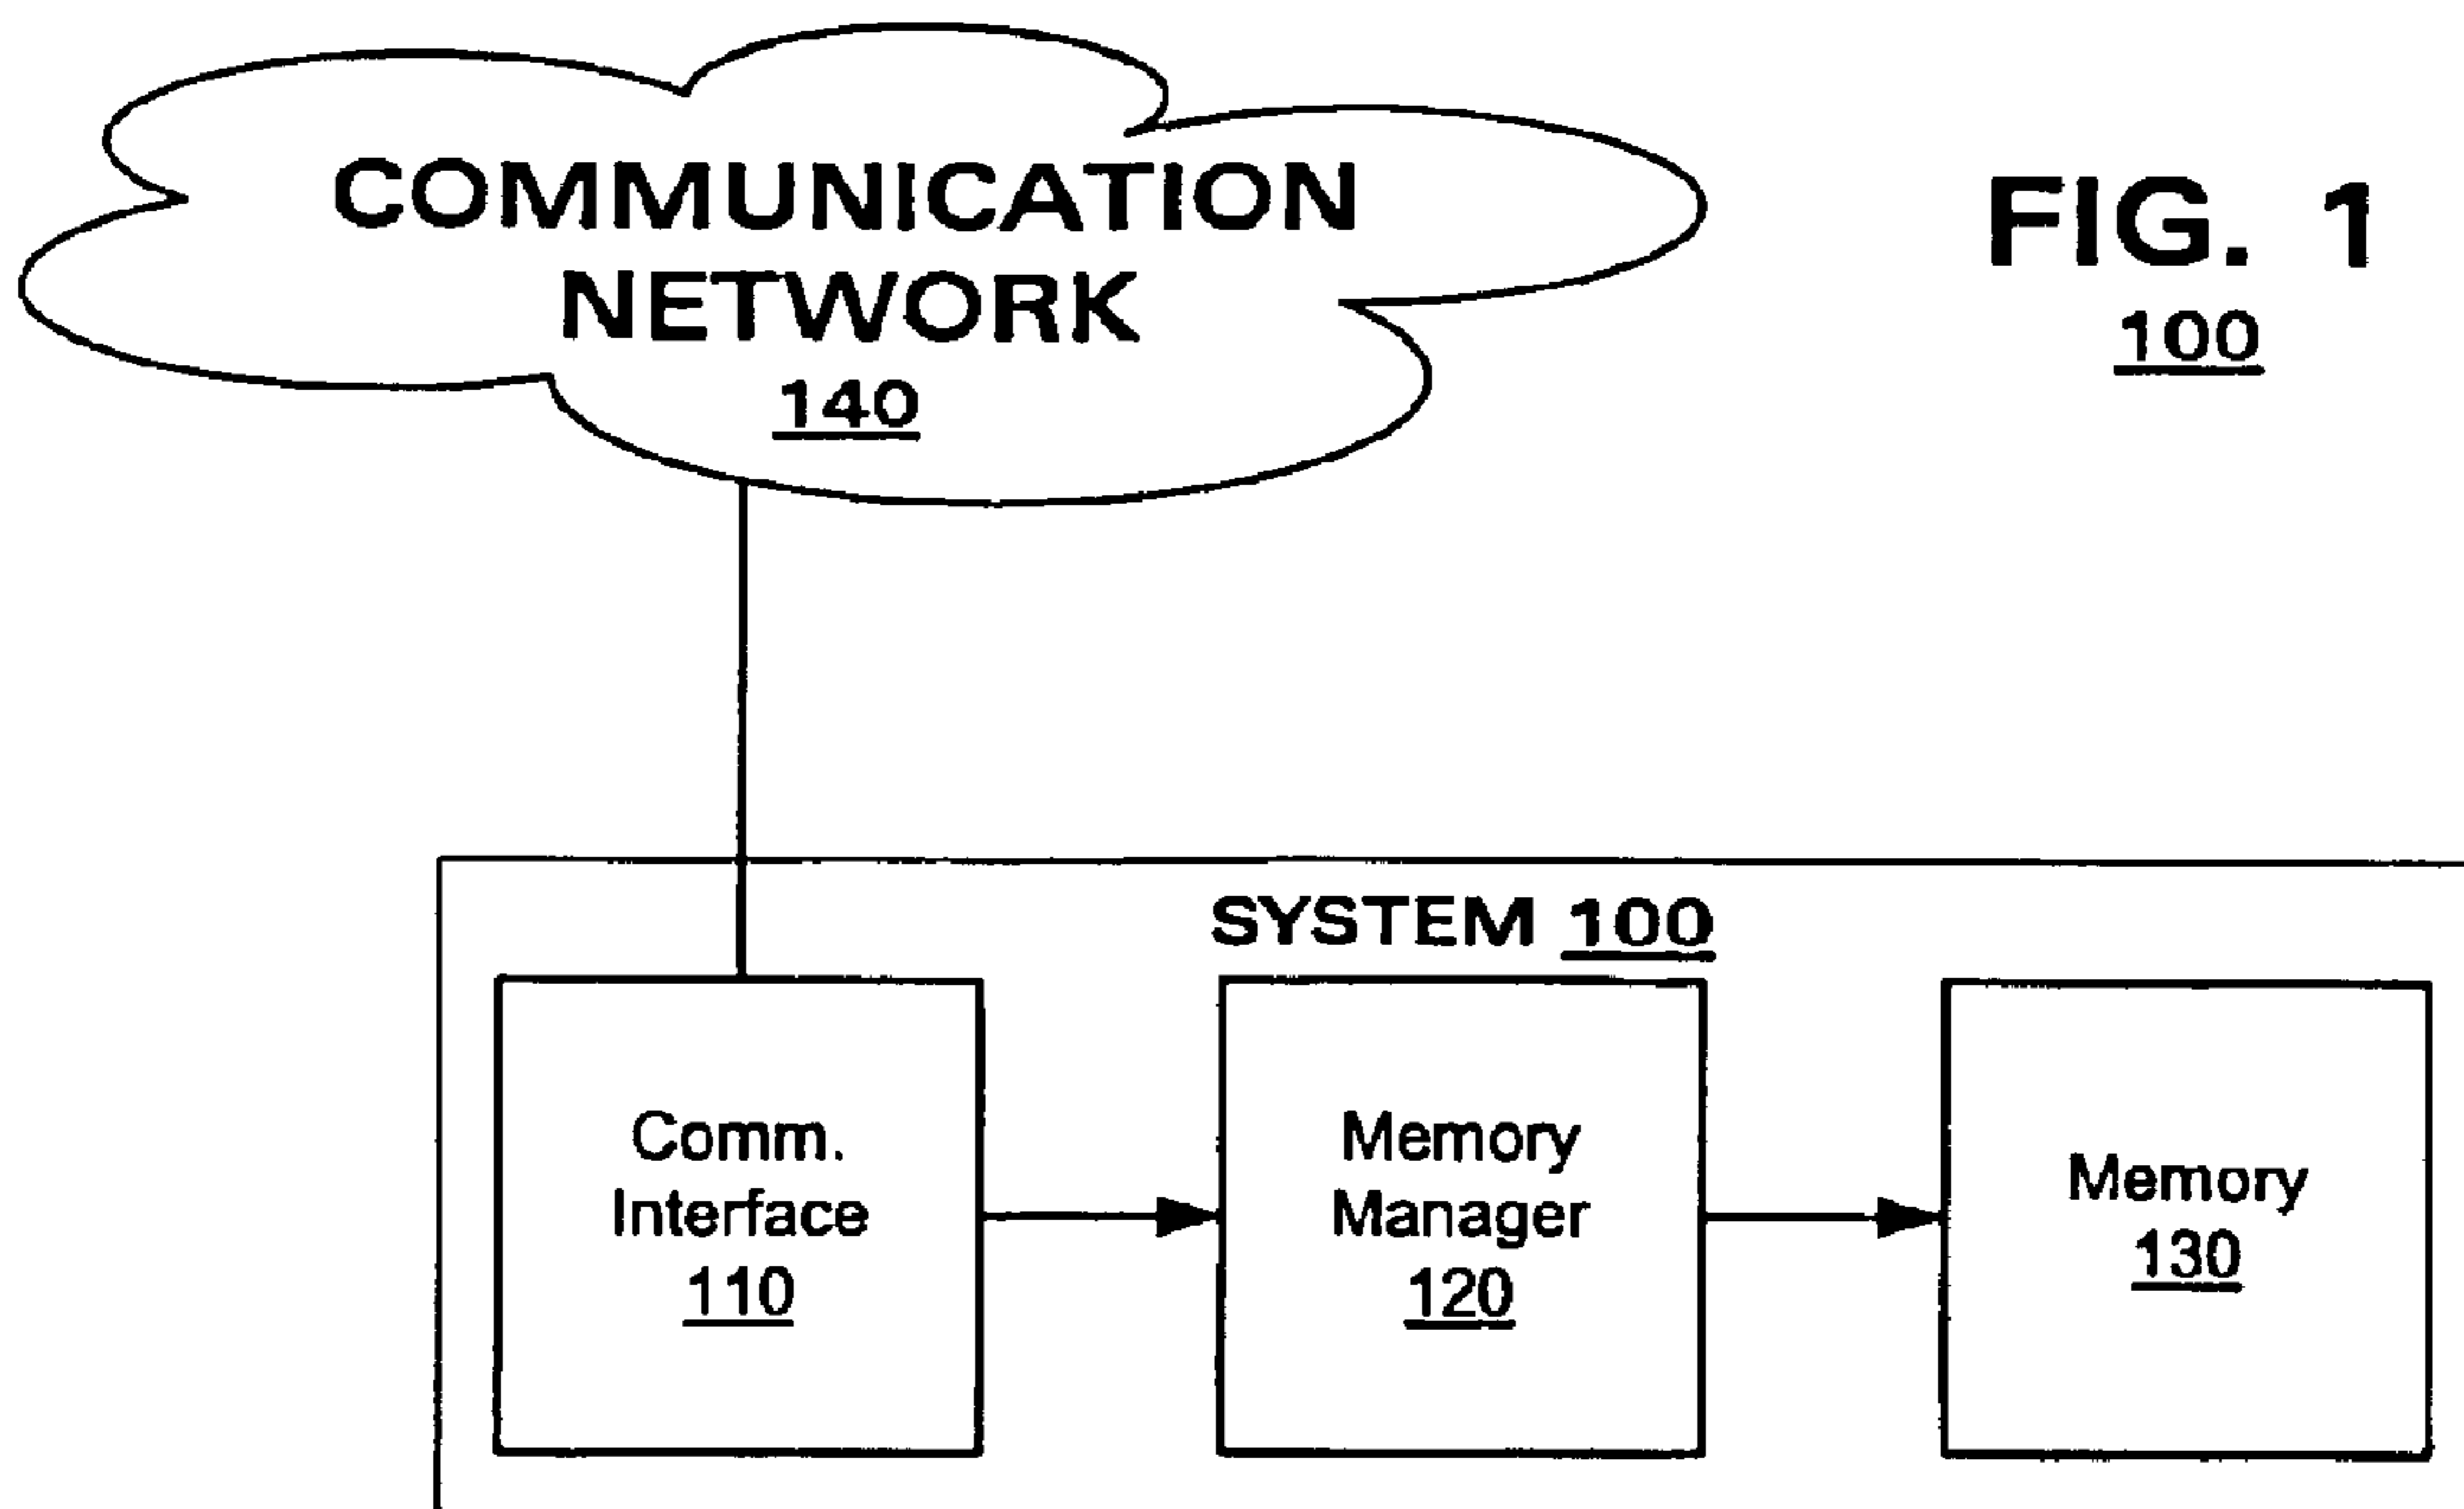 COMMUNICATION
NETWORK
140
FIG. 1
100
SYSTEM 100
Comm.
Interface
110
Memory
Manager
120
Memory
130